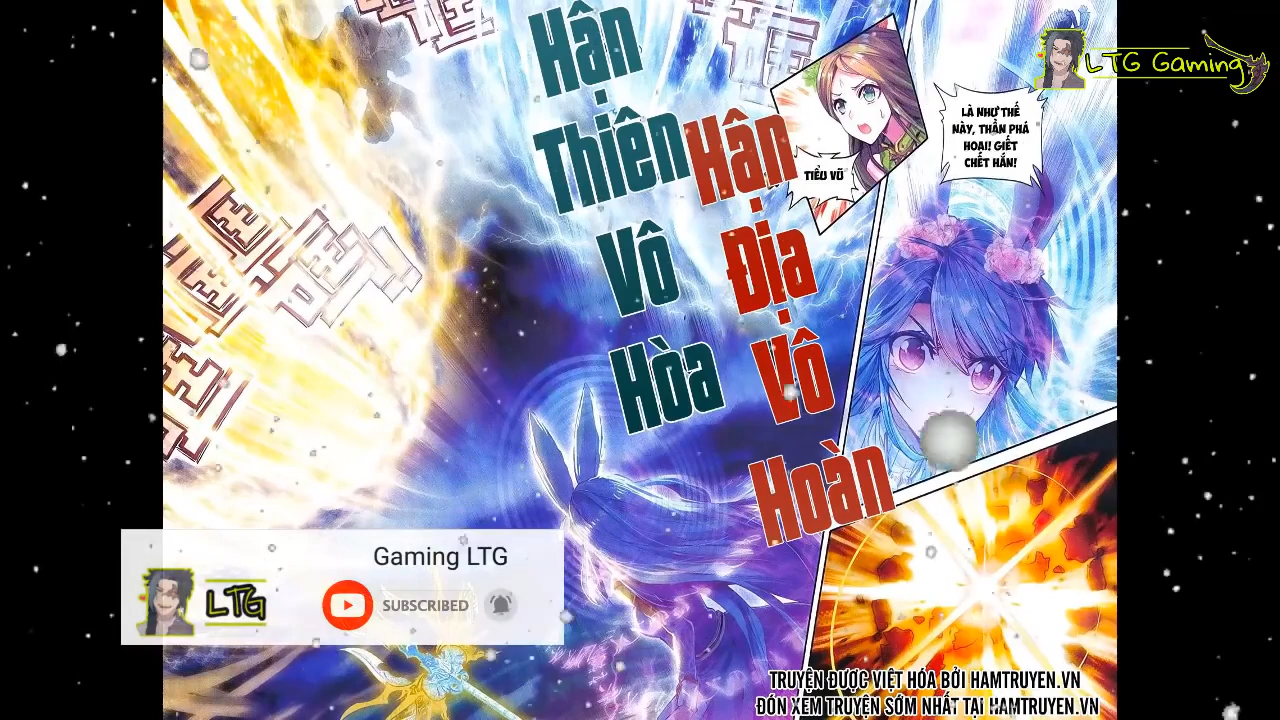 Hận
Thiên
Vô
Hòa
Hận
Địa
Vô
Hoàn
TIỂU VŨ
LÀ NHƯ THẾ
NÀY, THẦN PHÁ
HOẠI! GIẾT
CHẾT HẮN!
LTG Gaming
Gaming LTG
LTG
SUBSCRIBED
TRUYỆN ĐƯỢC VIỆT HÓA BỞI HAMTRUYEN.VN
ĐÓN XEM TRUYỆN SỚM NHẤT TẠI HAMTRUYEN.VN